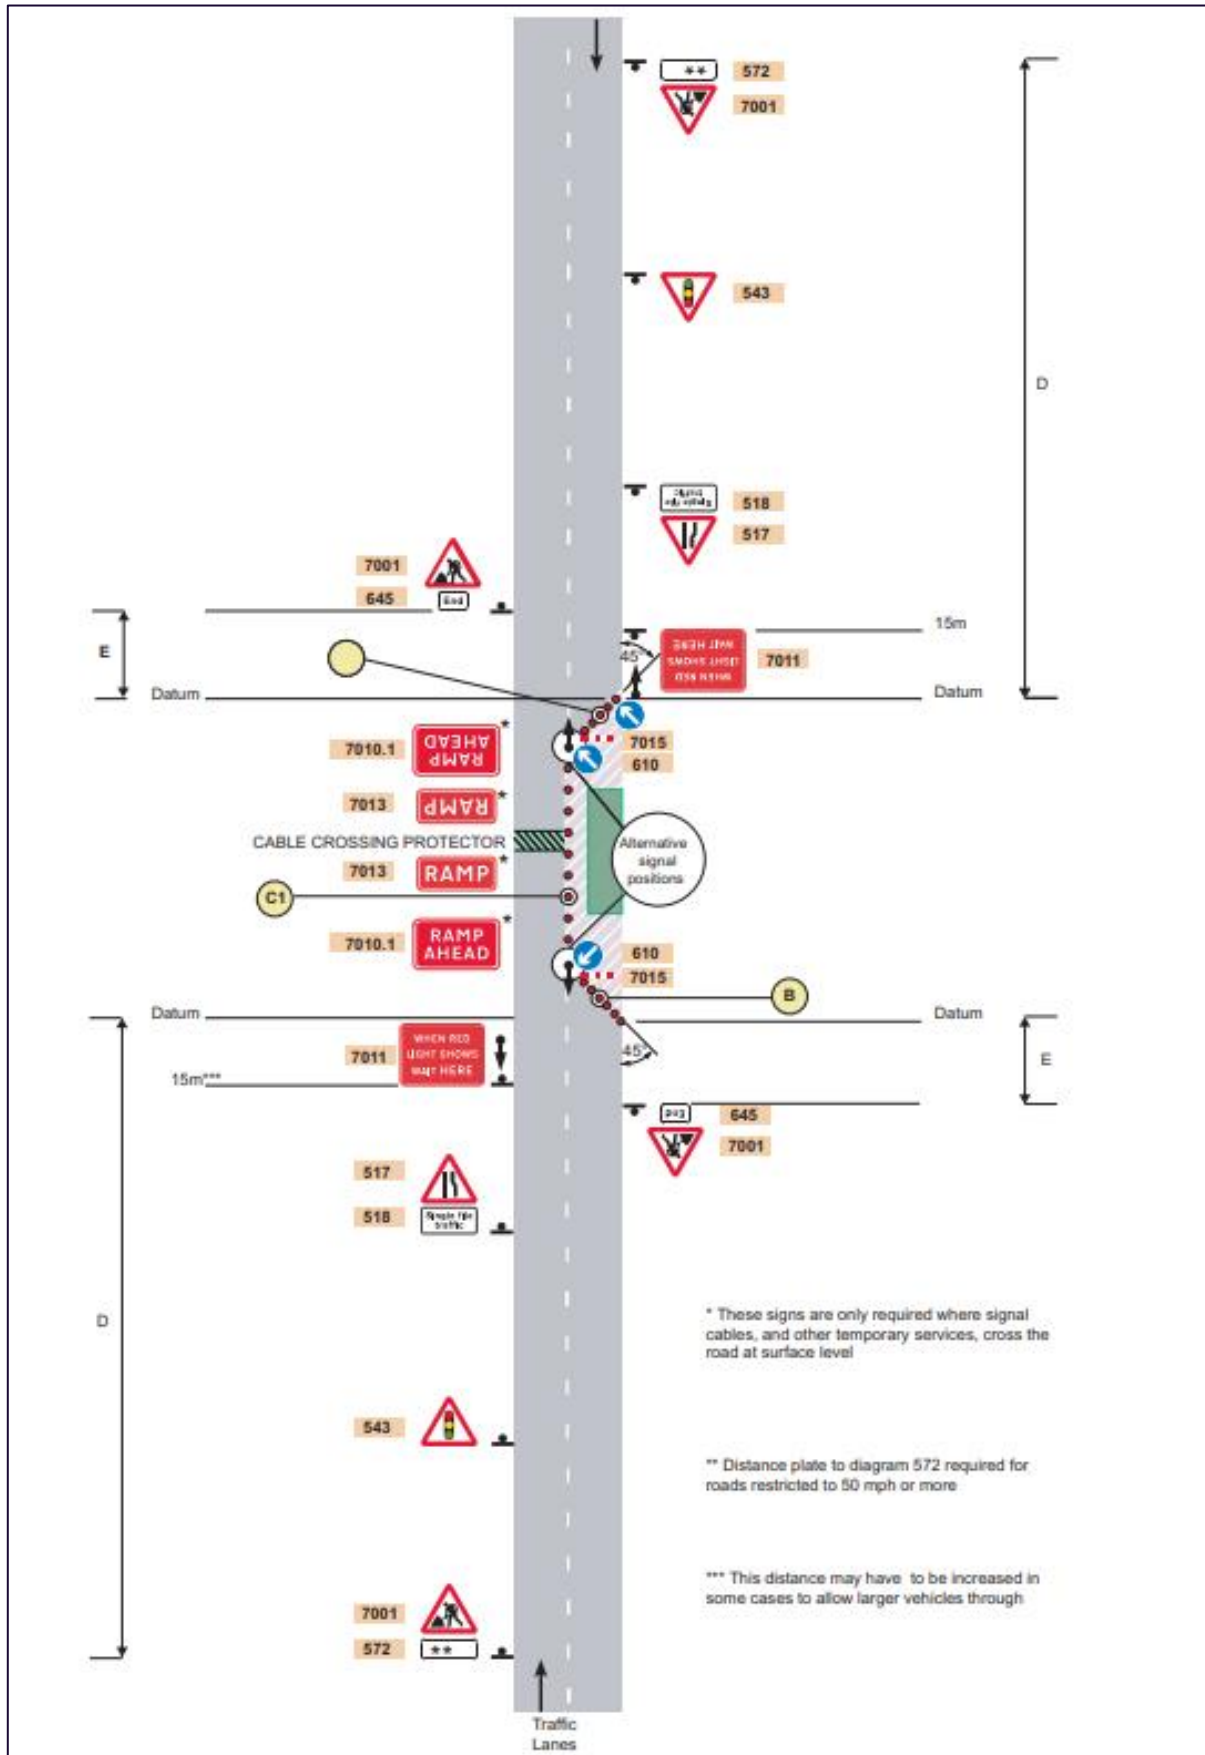 **
572
7001
543
D
Single file
traffic
518
517
7001
645
End
15m
E
45°
WHEN RED
LIGHT SHOWS
WAIT HERE
7011
Datum
Datum
7010.1
RAMP
AHEAD
*
7015
610
7013
RAMP
*
CABLE CROSSING PROTECTOR
Alternative
signal
positions
7013
RAMP
*
C1
7010.1
RAMP
AHEAD
*
610
7015
B
Datum
Datum
7011
WHEN RED
LIGHT SHOWS
WAIT HERE
45°
E
15m***
End
645
7001
517
518
Single file
traffic
D
* These signs are only required where signal
cables, and other temporary services, cross the
road at surface level
543
** Distance plate to diagram 572 required for
roads restricted to 50 mph or more
*** This distance may have to be increased in
some cases to allow larger vehicles through
7001
572
**
Traffic
Lanes